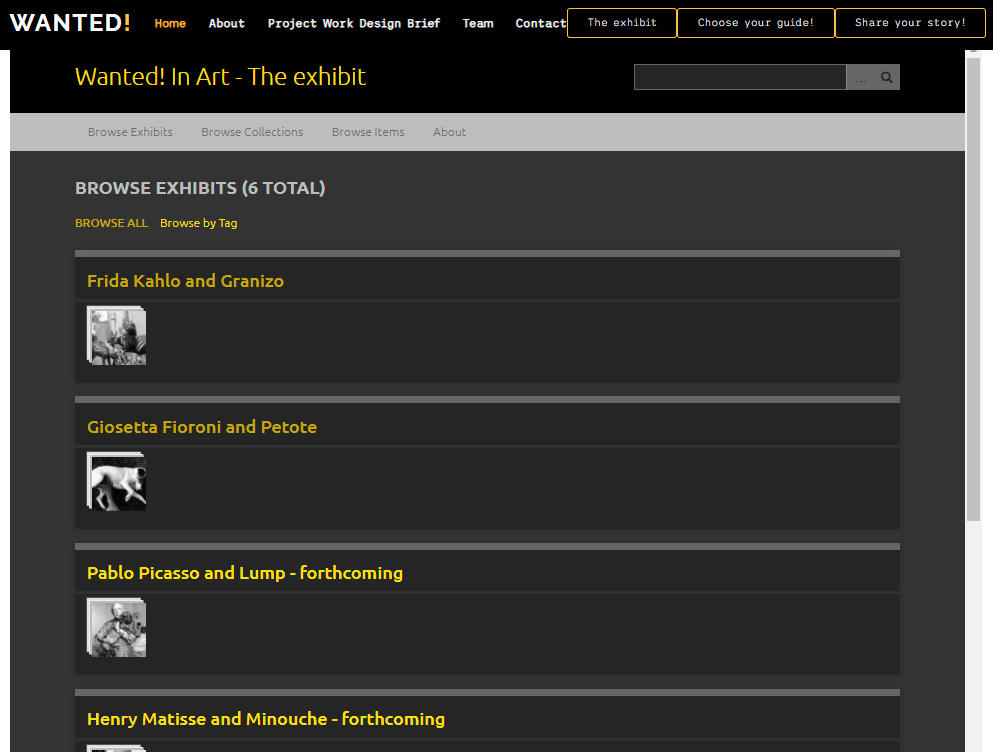 WANTED! Home About Project Work Design Brief Team Contact The exhibit Choose your guide! Share your story!
Wanted! In Art - The exhibit ...
Browse Exhibits Browse Collections Browse Items About
BROWSE EXHIBITS (6 TOTAL)
BROWSE ALL Browse by Tag
Frida Kahlo and Granizo
Giosetta Fioroni and Petote
Pablo Picasso and Lump - forthcoming
Henry Matisse and Minouche - forthcoming